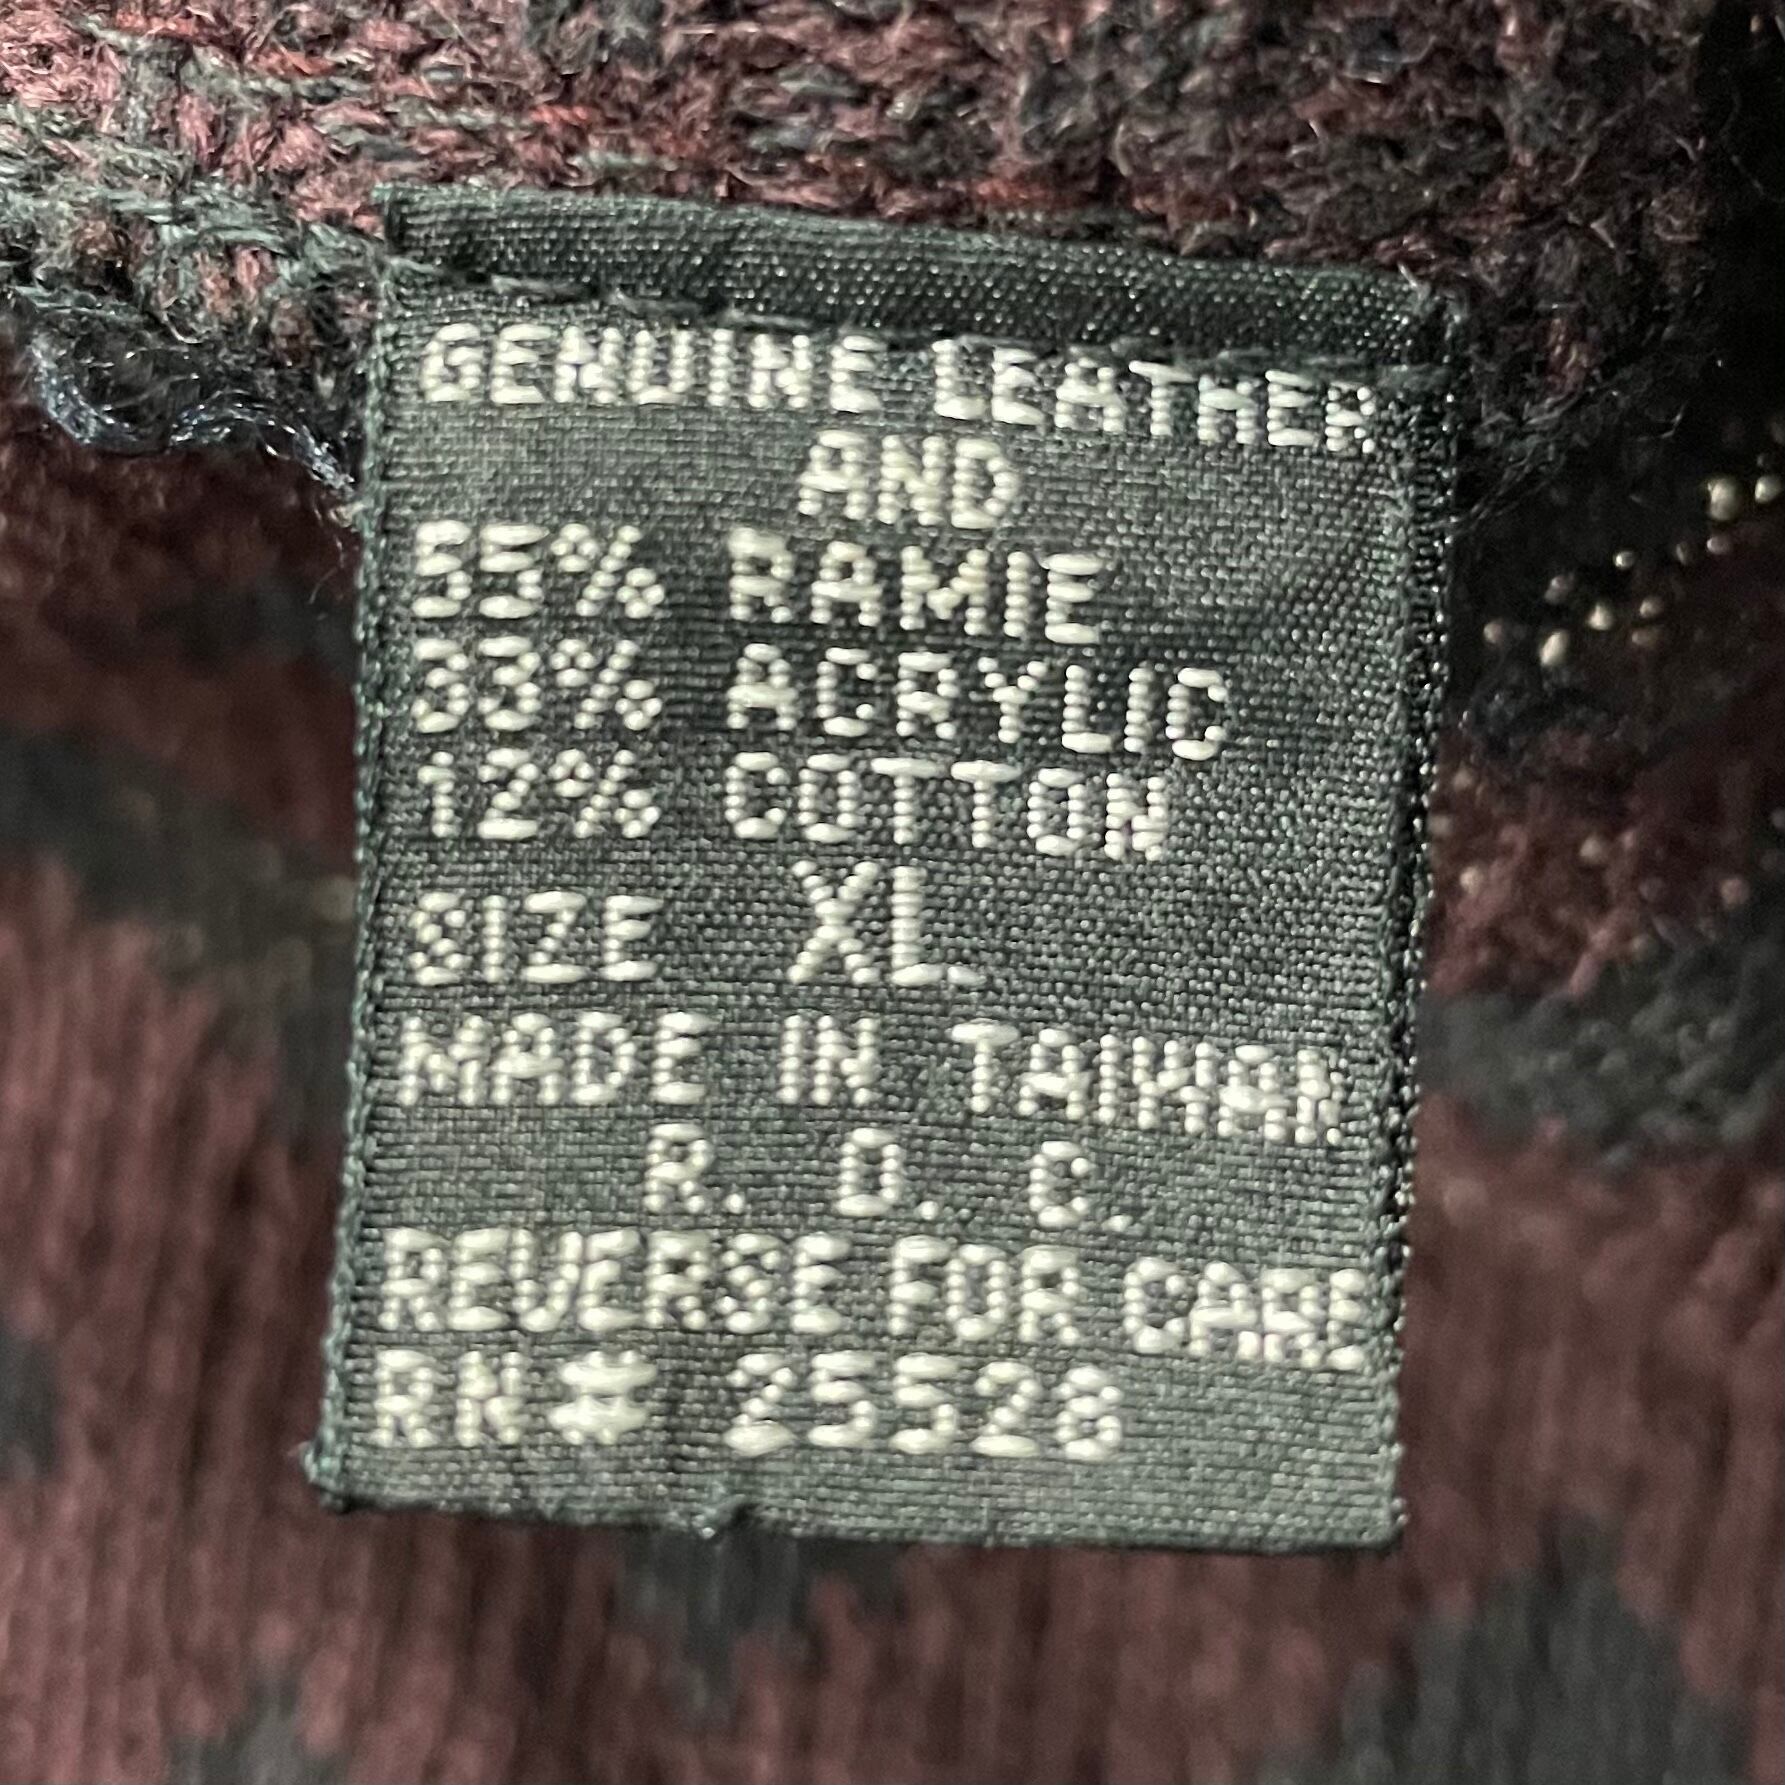 GENUINE LEATHER
AND
55% RAMIE
33% ACRYLIC
12% COTTON
SIZE XL.
MADE IN TAIWAN
R. O. C.
REVERSE FOR CARE
RN# 25528